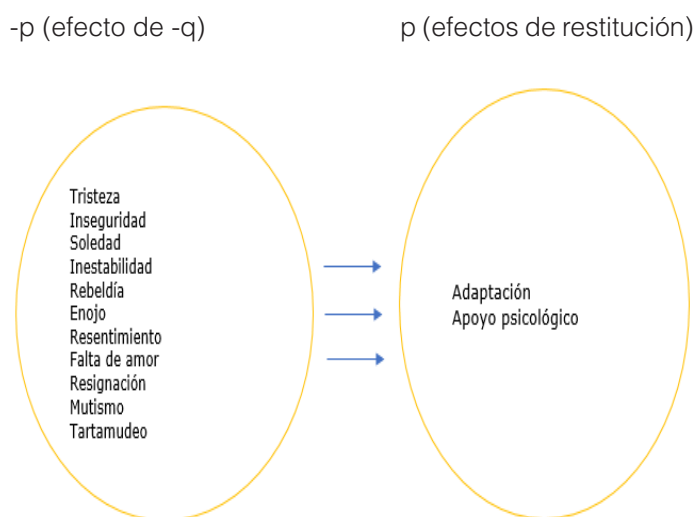 -p (efecto de -q)
p (efectos de restitución)
Tristeza
Inseguridad
Soledad
Inestabilidad
Rebeldía
Enojo
Resentimiento
Falta de amor
Resignación
Mutismo
Tartamudeo
Adaptación
Apoyo psicológico